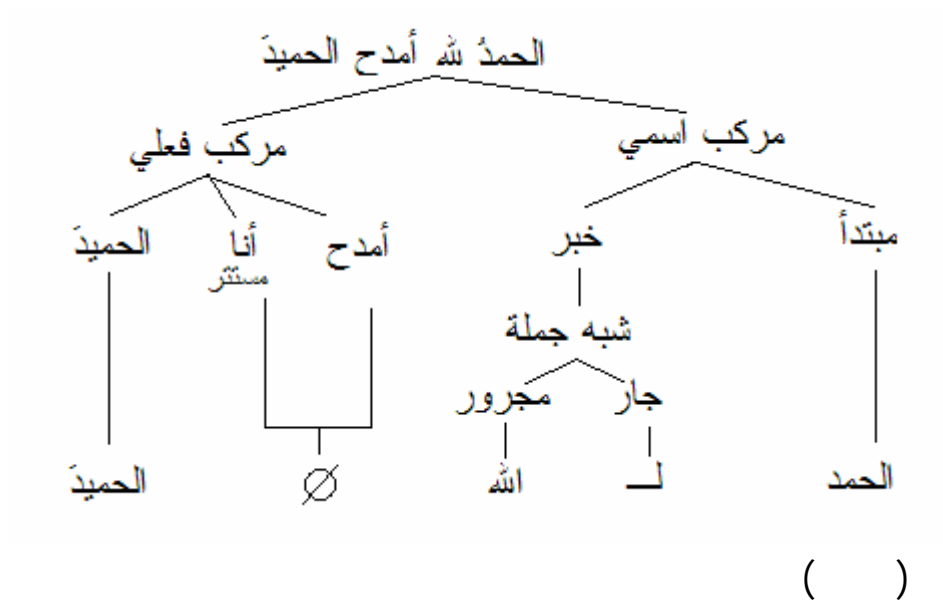 الحمدُ لله أمدح الحميدَ
مركب اسمي مركب فعلي
مبتدأ خبر أمدح أنا الحميدَ
مستتر
شبه جملة
جار مجرور
الحمد لـــ الله ∅ الحميدَ
( )